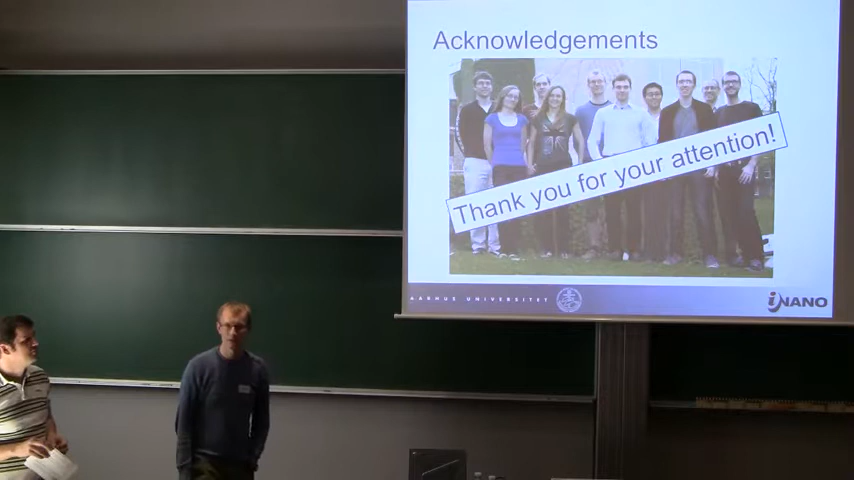 Acknowledgements
Thank you for your attention!
AARHUS UNIVERSITET
iNANO